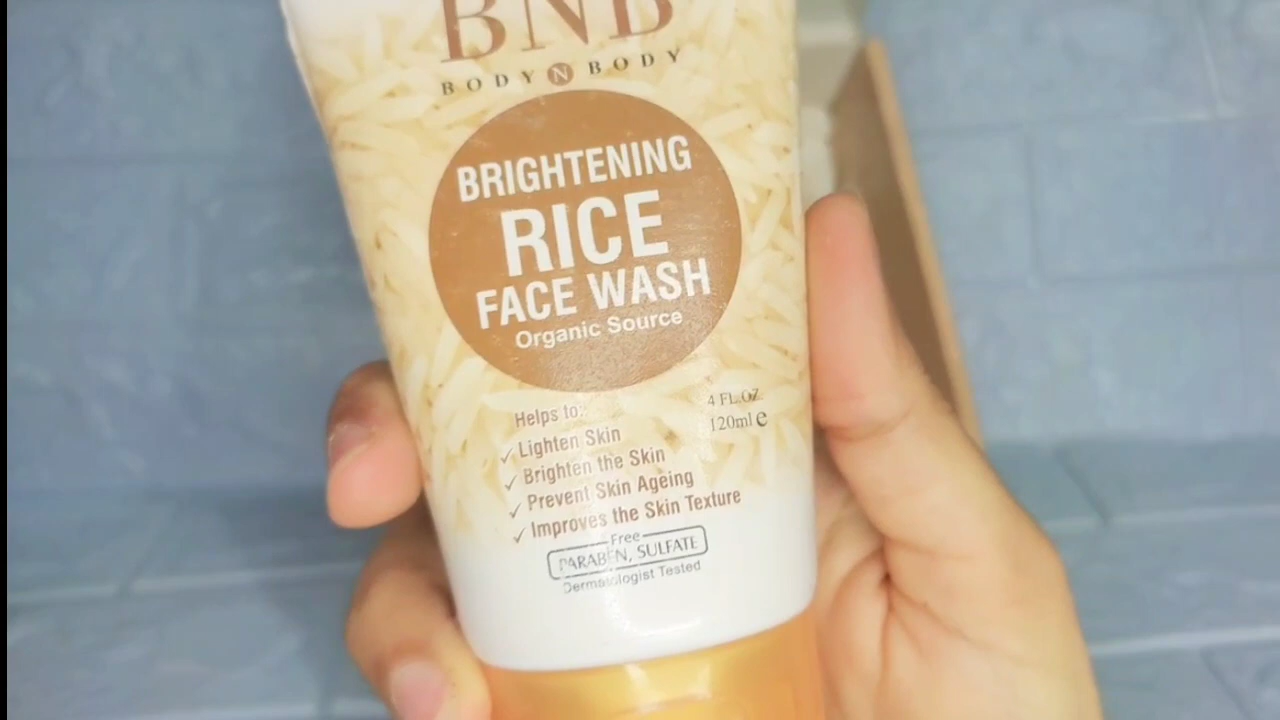 BNB
BODY N BODY
BRIGHTENING
RICE
FACE WASH
Organic Source
Helps to:
4 FL.OZ
120ml e
✓ Lighten Skin
✓ Brighten the Skin
✓ Prevent Skin Ageing
✓ Improves the Skin Texture
Free
PARABEN, SULFATE
Dermatologist Tested